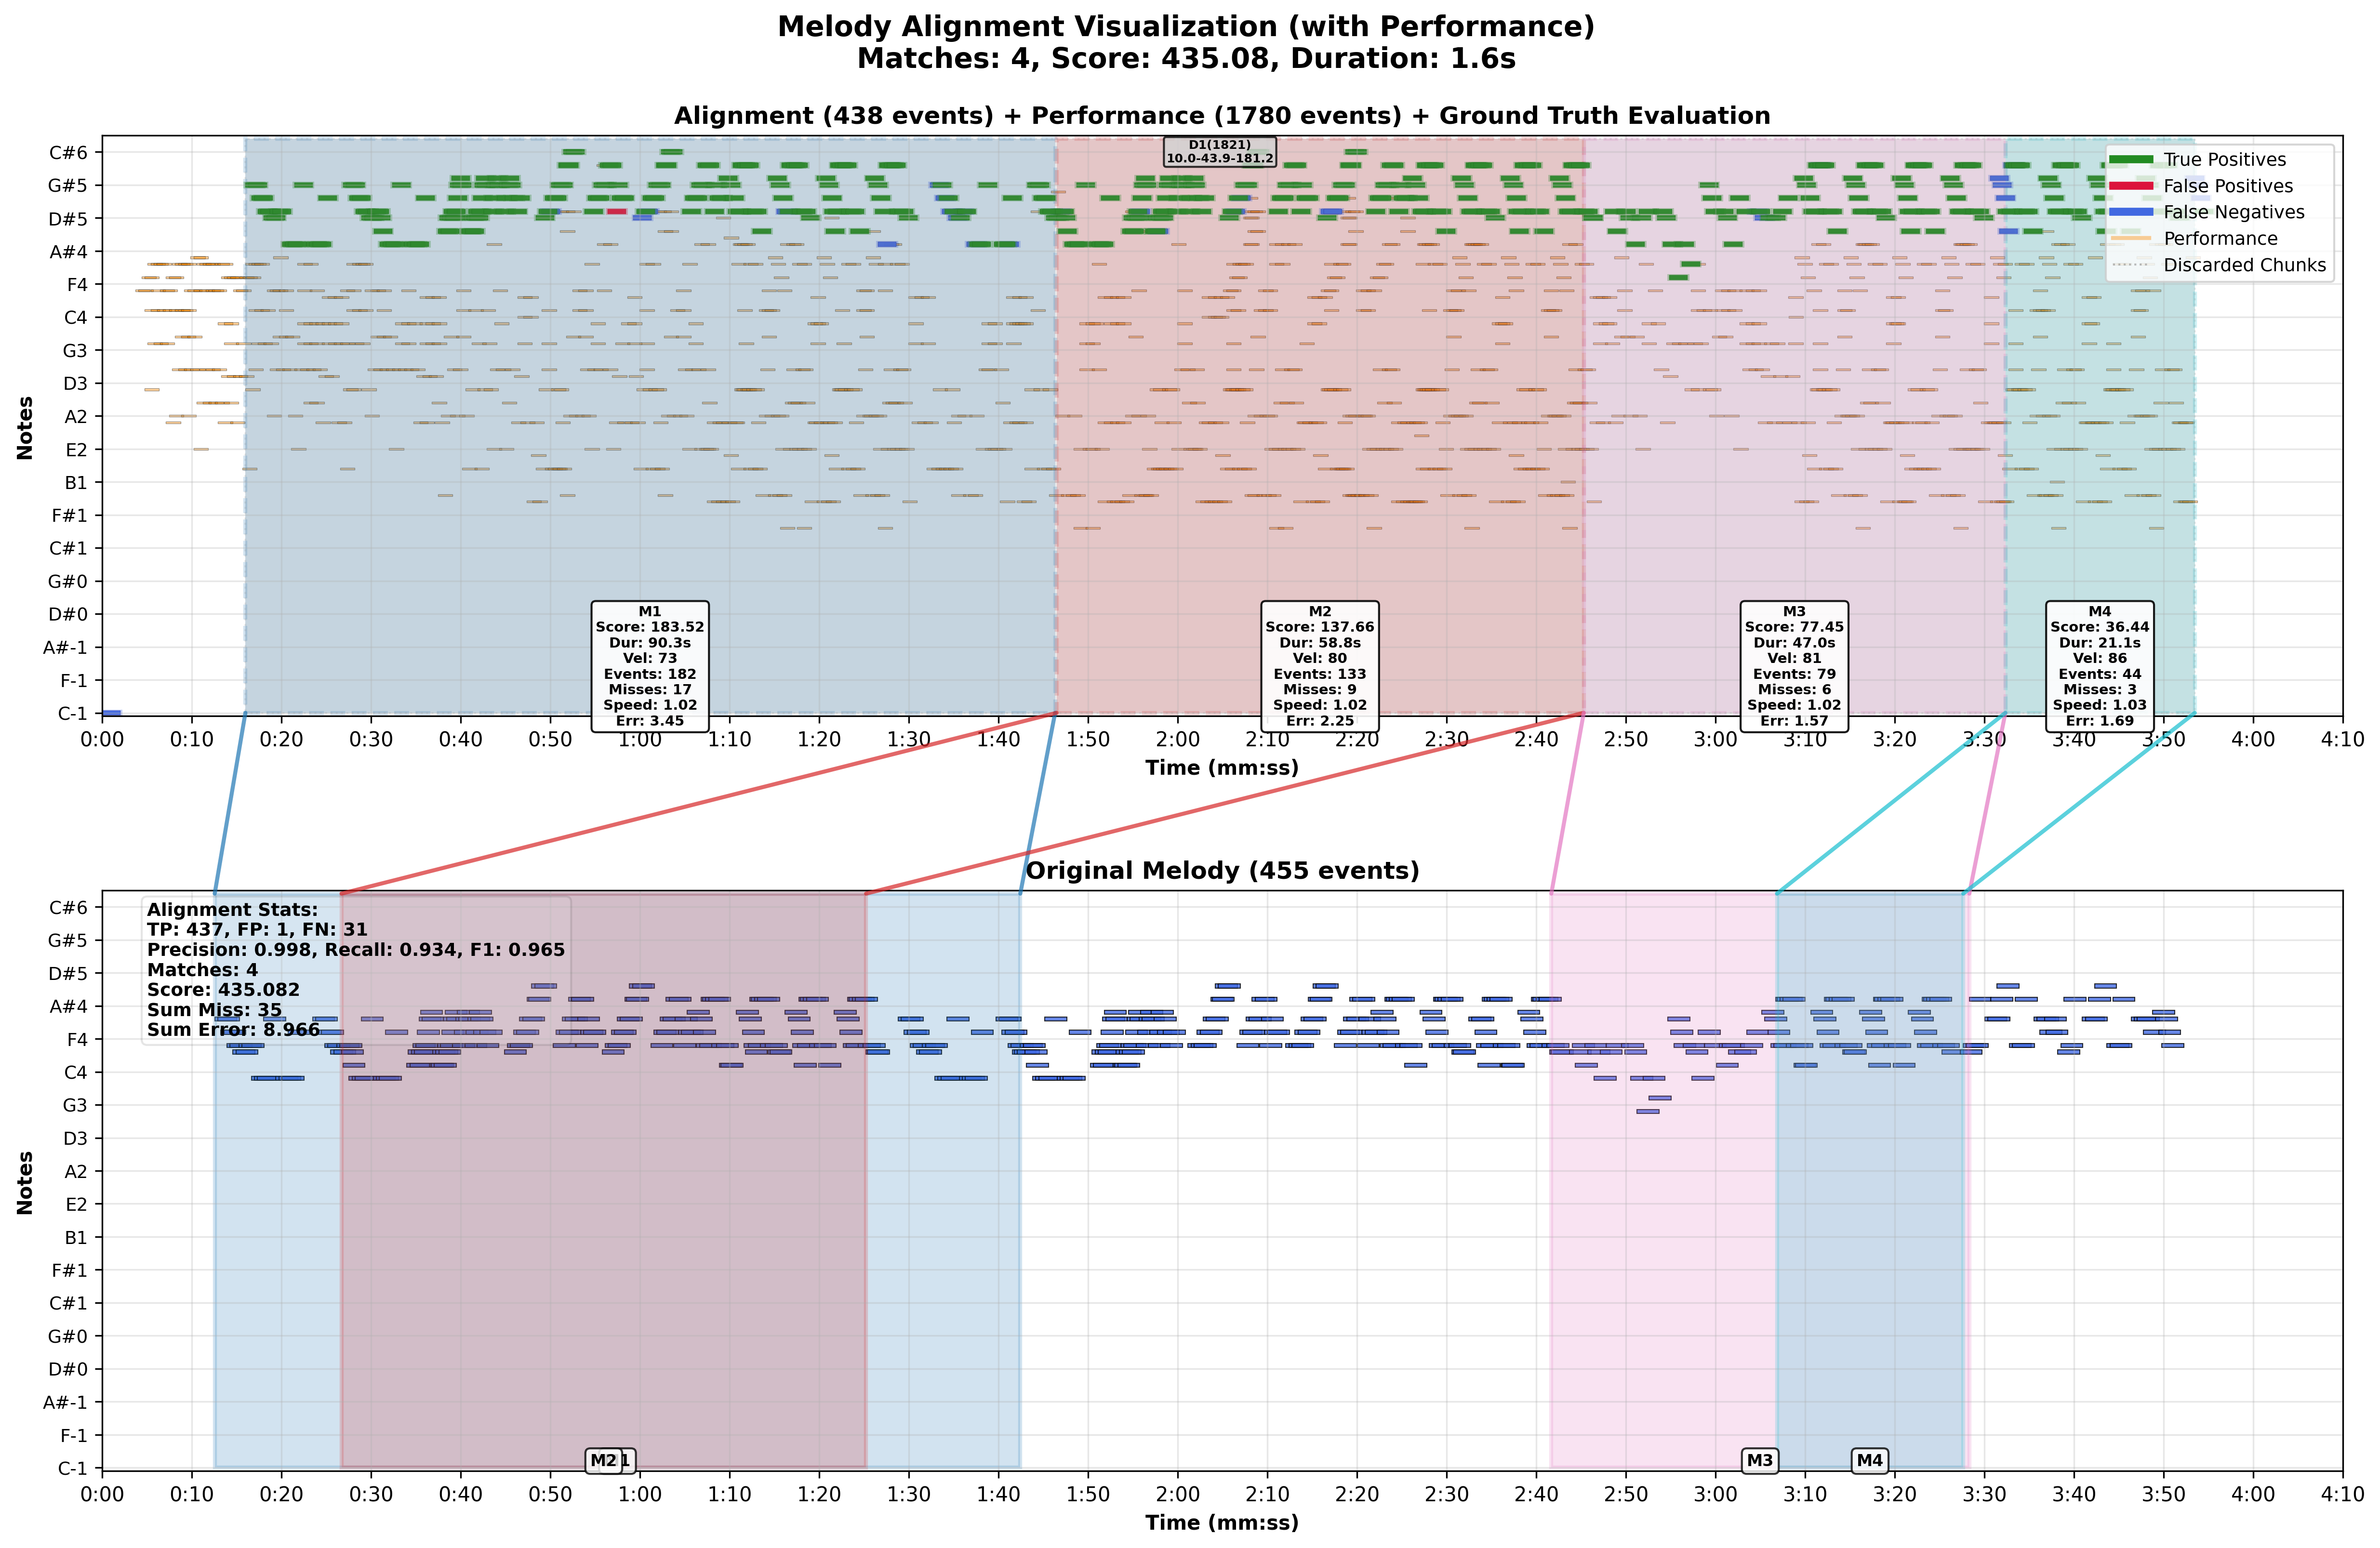 Melody Alignment Visualization (with Performance)
Matches: 4, Score: 435.08, Duration: 1.6s
Alignment (438 events) + Performance (1780 events) + Ground Truth Evaluation
Notes
C#6
G#5
D#5
A#4
F4
C4
G3
D3
A2
E2
B1
F#1
C#1
G#0
D#0
A#-1
F-1
C-1
D1(1821)
10.0-43.9-181.2
True Positives
False Positives
False Negatives
Performance
Discarded Chunks
M1
Score: 183.52
Dur: 90.3s
Vel: 73
Events: 182
Misses: 17
Speed: 1.02
Err: 3.45
M2
Score: 137.66
Dur: 58.8s
Vel: 80
Events: 133
Misses: 9
Speed: 1.02
Err: 2.25
M3
Score: 77.45
Dur: 47.0s
Vel: 81
Events: 79
Misses: 6
Speed: 1.02
Err: 1.57
M4
Score: 36.44
Dur: 21.1s
Vel: 86
Events: 44
Misses: 3
Speed: 1.03
Err: 1.69
0:00 0:10 0:20 0:30 0:40 0:50 1:00 1:10 1:20 1:30 1:40 1:50 2:00 2:10 2:20 2:30 2:40 2:50 3:00 3:10 3:20 3:30 3:40 3:50 4:00 4:10
Time (mm:ss)
Original Melody (455 events)
Notes
C#6
G#5
D#5
A#4
F4
C4
G3
D3
A2
E2
B1
F#1
C#1
G#0
D#0
A#-1
F-1
C-1
Alignment Stats:
TP: 437, FP: 1, FN: 31
Precision: 0.998, Recall: 0.934, F1: 0.965
Matches: 4
Score: 435.082
Sum Miss: 35
Sum Error: 8.966
M2
M3
M4
0:00 0:10 0:20 0:30 0:40 0:50 1:00 1:10 1:20 1:30 1:40 1:50 2:00 2:10 2:20 2:30 2:40 2:50 3:00 3:10 3:20 3:30 3:40 3:50 4:00 4:10
Time (mm:ss)